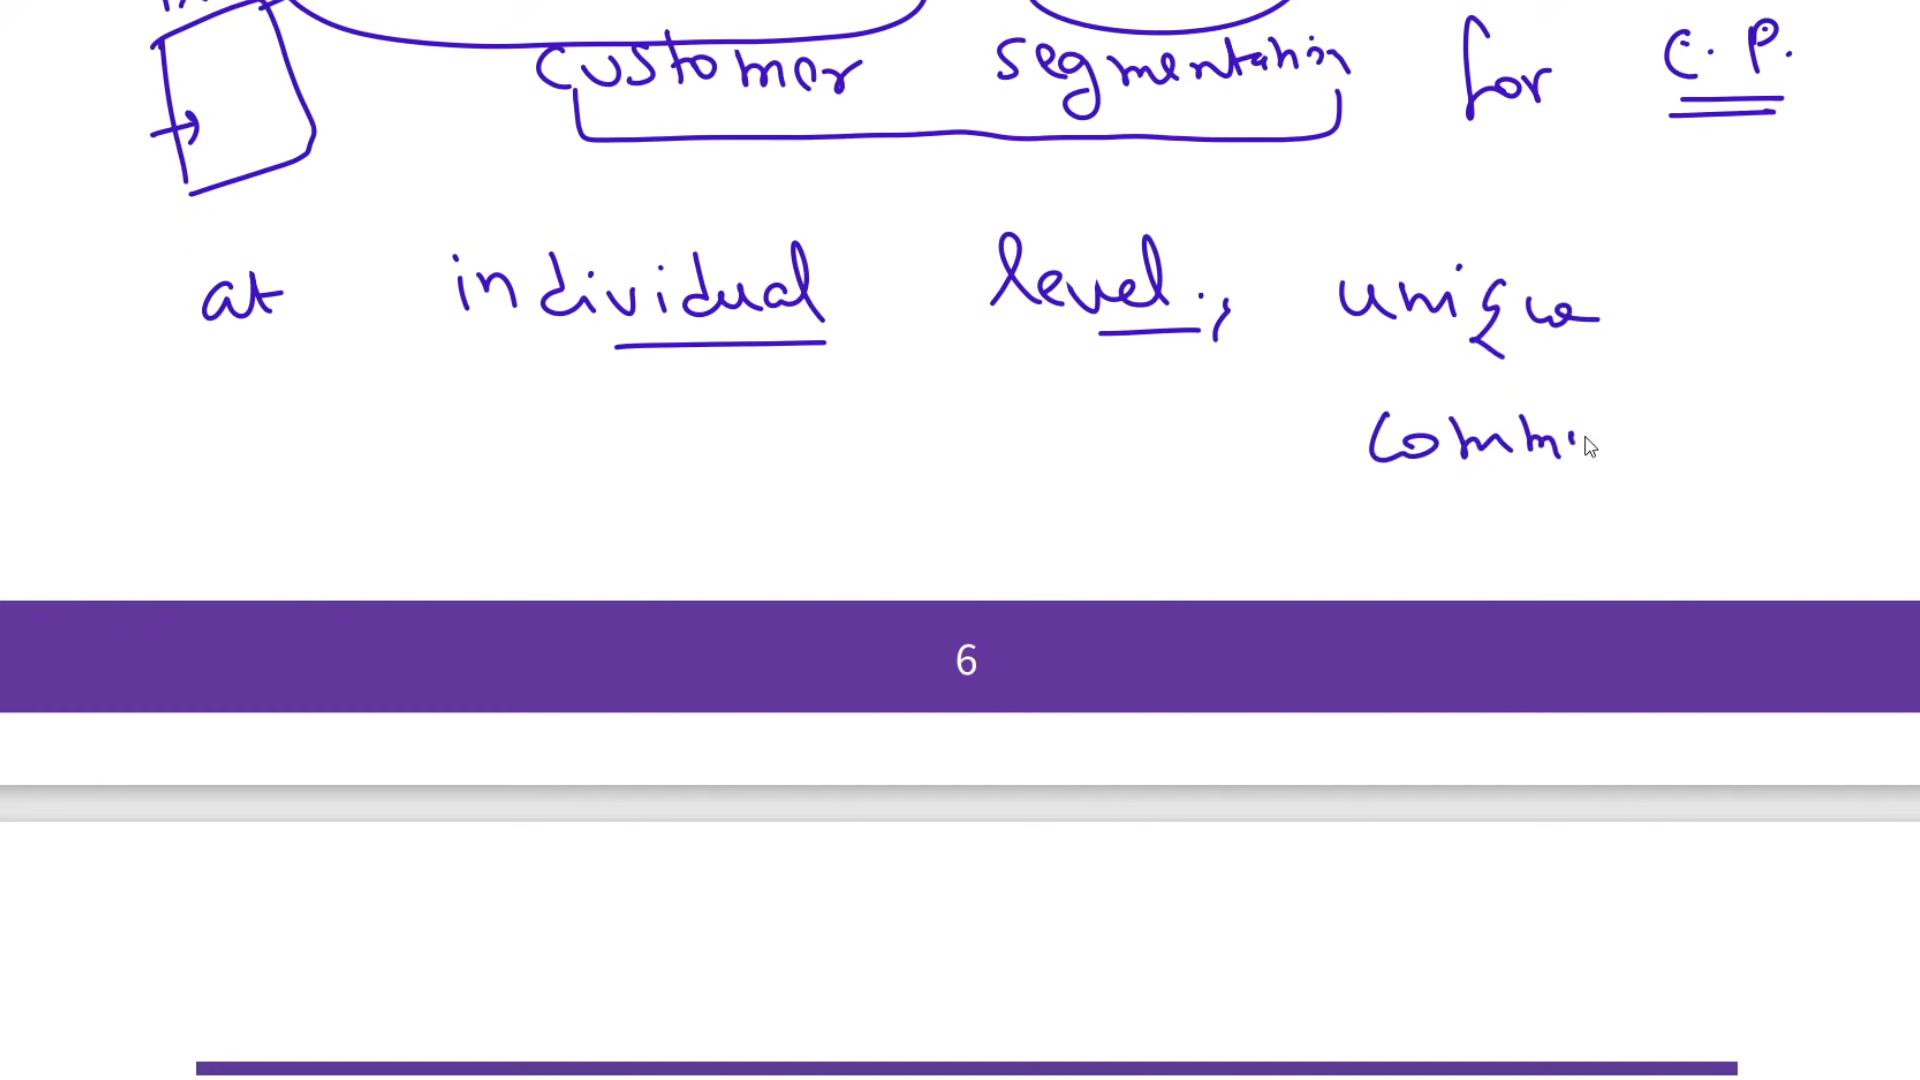 customer segmentation for C.P.
at individual level, unique
comm
6